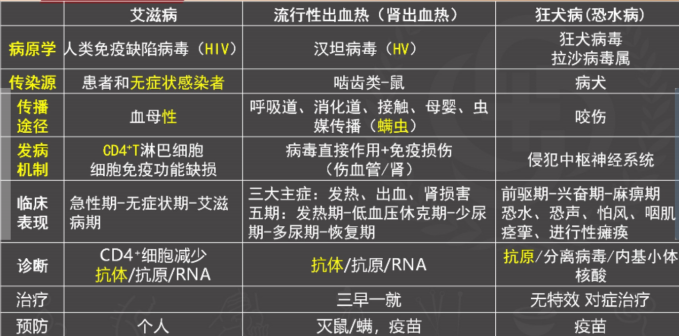 艾滋病 流行性出血热（肾出血热） 狂犬病(恐水病)
病原学 人类免疫缺陷病毒（HIV） 汉坦病毒（HV） 狂犬病毒
拉沙病毒属
传染源 患者和无症状感染者 啮齿类-鼠 病犬
传播
途径
血母性
呼吸道、消化道、接触、母婴、虫
媒传播（螨虫）
咬伤
发病
机制
CD4⁺T淋巴细胞
细胞免疫功能缺损
病毒直接作用+免疫损伤
（伤血管/肾）
侵犯中枢神经系统
临床
表现
急性期-无症状期-艾滋
病期
三大主症：发热、出血、肾损害
五期：发热期-低血压休克期-少尿
期-多尿期-恢复期
前驱期-兴奋期-麻痹期
恐水、恐声、怕风、咽肌
痉挛、进行性瘫痪
诊断
CD4⁺细胞减少
抗体/抗原/RNA
抗体/抗原/RNA
抗原/分离病毒/内基小体
核酸
治疗 三早一就 无特效 对症治疗
预防 个人 灭鼠/螨，疫苗 疫苗